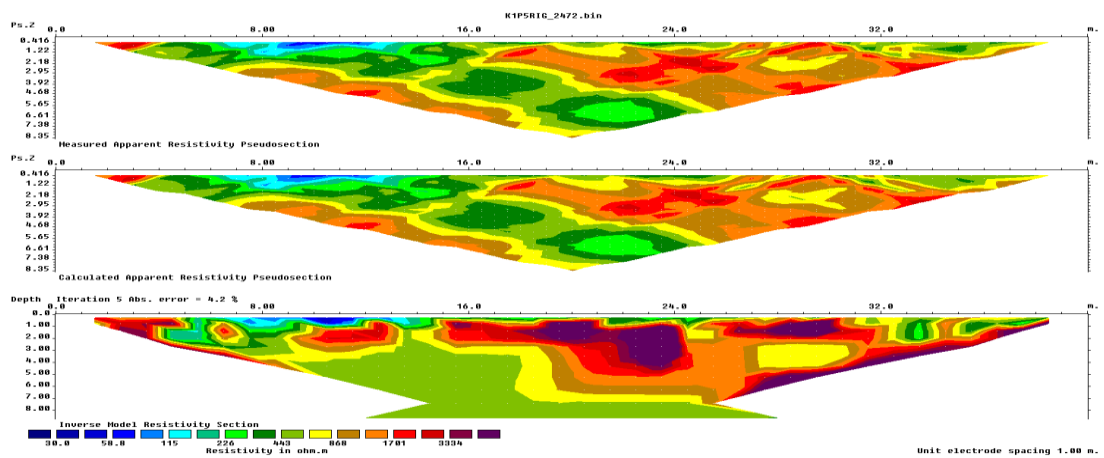 K1P5RIG_2472.bin
Ps.Z 0.0 8.00 16.0 24.0 32.0 m.
0.416
1.22
2.18
2.95
3.92
4.68
5.65
6.61
7.38
8.35
Measured Apparent Resistivity Pseudosection
Ps.Z 0.0 8.00 16.0 24.0 32.0 m.
0.416
1.22
2.18
2.95
3.92
4.68
5.65
6.61
7.38
8.35
Calculated Apparent Resistivity Pseudosection
Depth Iteration 5 Abs. error = 4.2 %
0.0 8.00 16.0 24.0 32.0 m.
0.0
1.00
2.00
3.00
4.00
5.00
6.00
7.00
8.00
Inverse Model Resistivity Section
30.0 58.8 115 226 443 868 1701 3334
Resistivity in ohm.m
Unit electrode spacing 1.00 m.